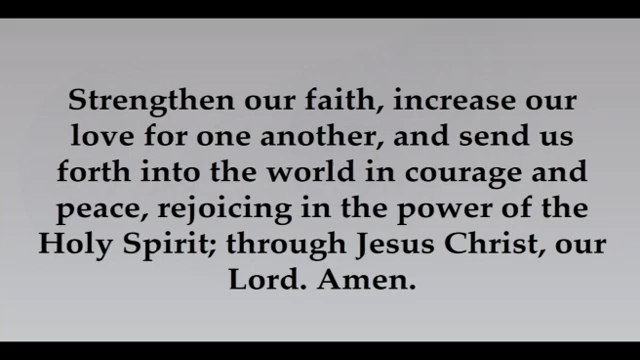 Strengthen our faith, increase our
love for one another, and send us
forth into the world in courage and
peace, rejoicing in the power of the
Holy Spirit; through Jesus Christ, our
Lord. Amen.